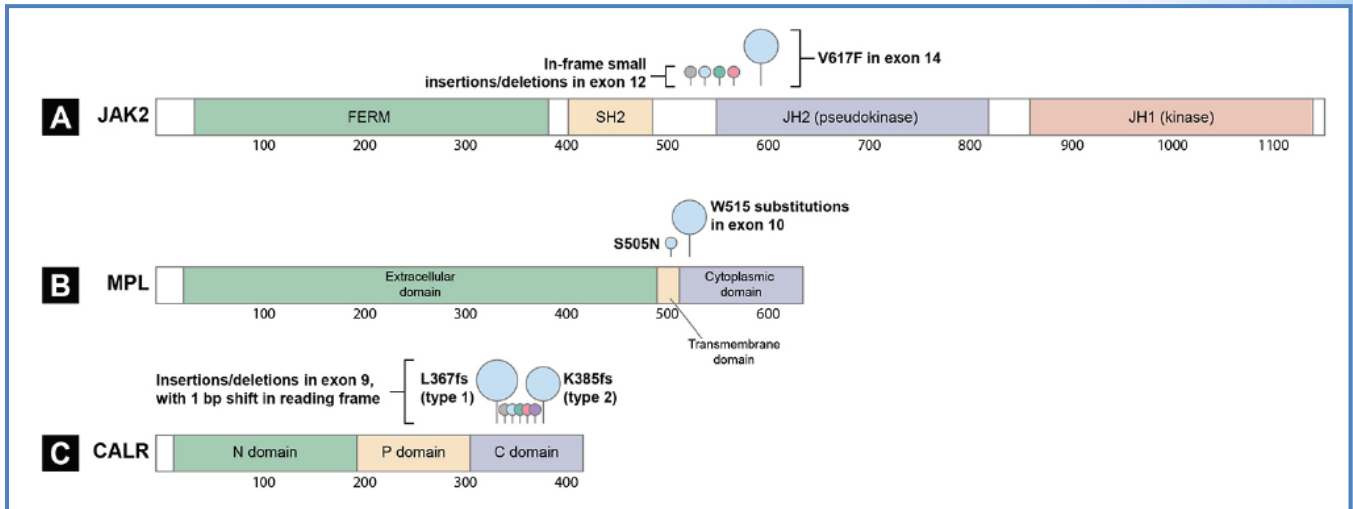 In-frame small
insertions/deletions in exon 12
V617F in exon 14
A JAK2
FERM SH2 JH2 (pseudokinase) JH1 (kinase)
100 200 300 400 500 600 700 800 900 1000 1100
W515 substitutions
in exon 10
S505N
B MPL
Extracellular
domain
Cytoplasmic
domain
100 200 300 400 500 600
Transmembrane
domain
Insertions/deletions in exon 9,
with 1 bp shift in reading frame
L367fs
(type 1)
K385fs
(type 2)
C CALR
N domain P domain C domain
100 200 300 400